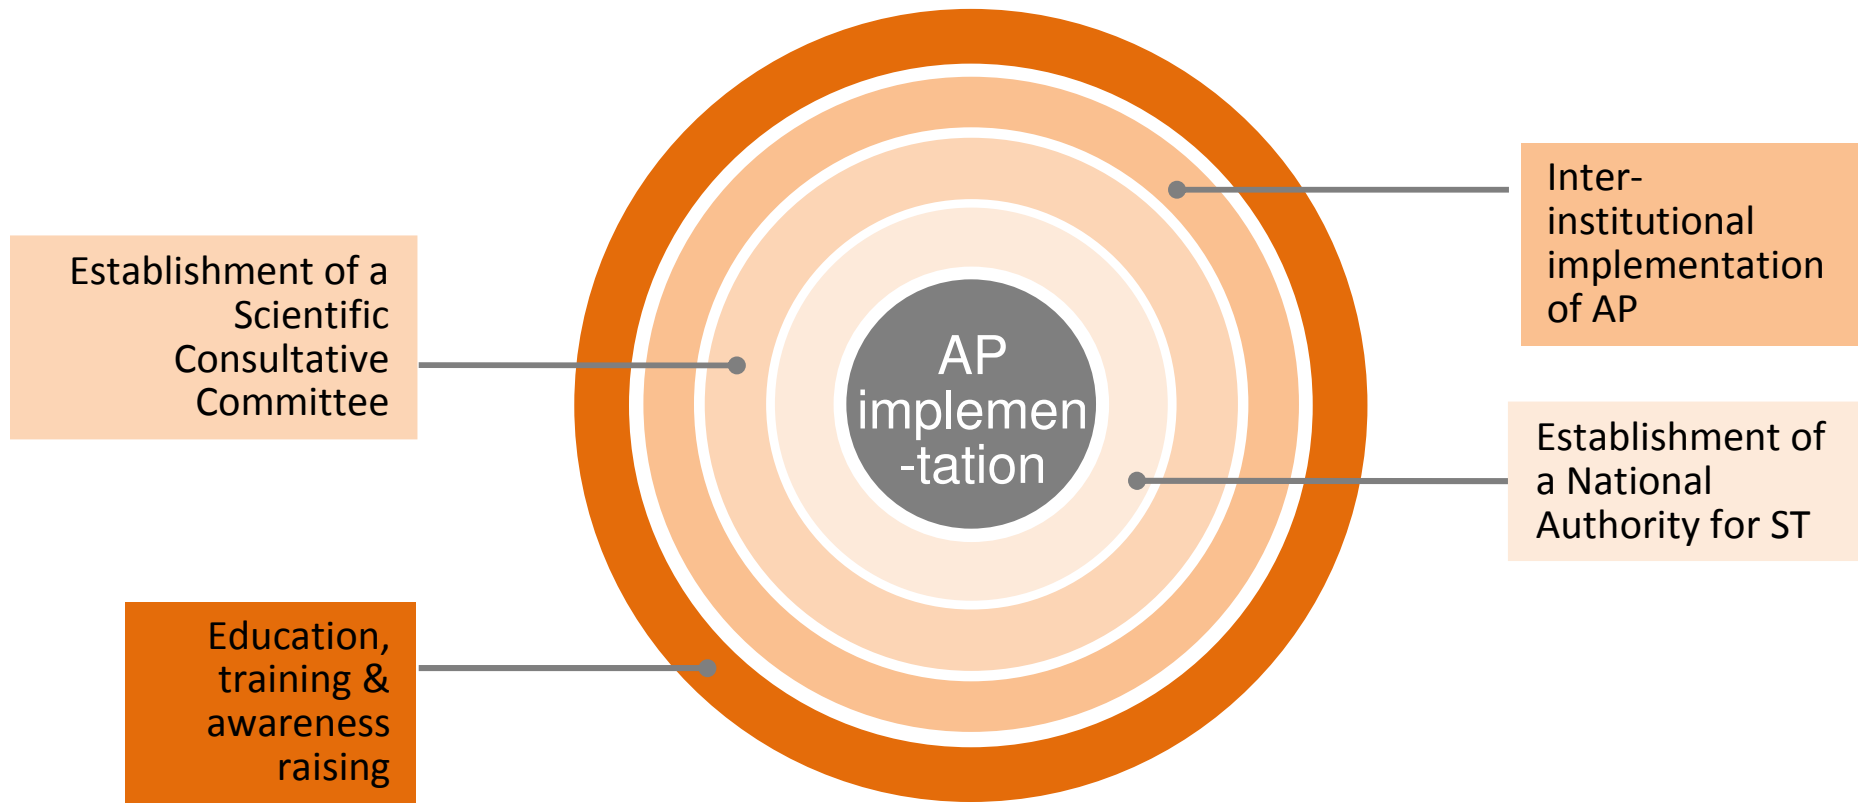 Establishment of a
Scientific
Consultative
Committee
Education,
training &
awareness
raising
AP
implemen
-tation
Inter-
institutional
implementation
of AP
Establishment of
a National
Authority for ST